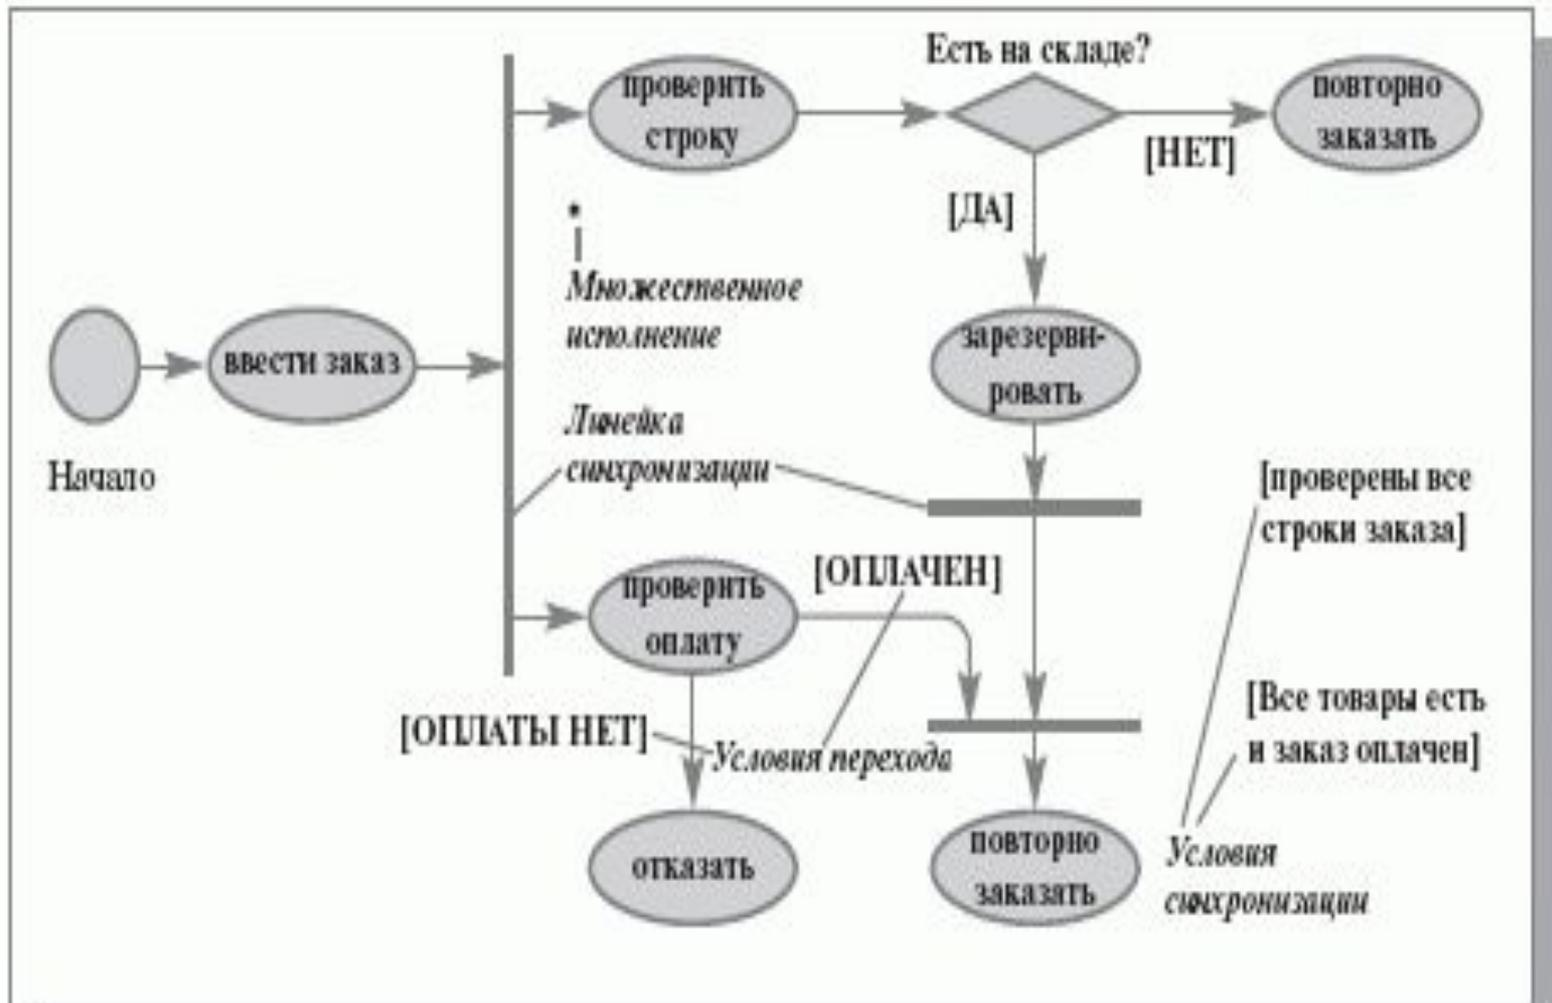 Есть на складе?
проверить
строку
повторно
заказать
[НЕТ]
[ДА]
*
Множественное
исполнение
ввести заказ
зарезерви-
ровать
Начало
Линейка
синхронизации
[проверены все
строки заказа]
проверить
оплату
[ОПЛАЧЕН]
[ОПЛАТЫ НЕТ]
Условия перехода
[Все товары есть
и заказ оплачен]
отказать
повторно
заказать
Условия
синхронизации